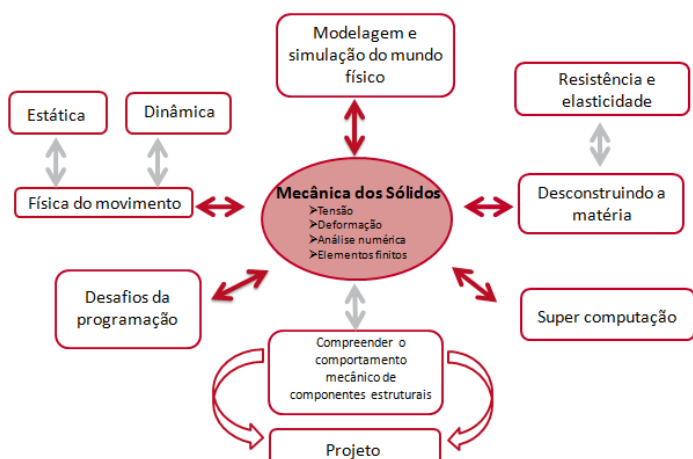 Modelagem e
simulação do mundo
físico
Estática
Dinâmica
Resistência e
elasticidade
Física do movimento
Mecânica dos Sólidos
➢Tensão
➢Deformação
➢Análise numérica
➢Elementos finitos
Desconstruindo a
matéria
Desafios da
programação
Super computação
Compreender o
comportamento
mecânico de
componentes estruturais
Projeto